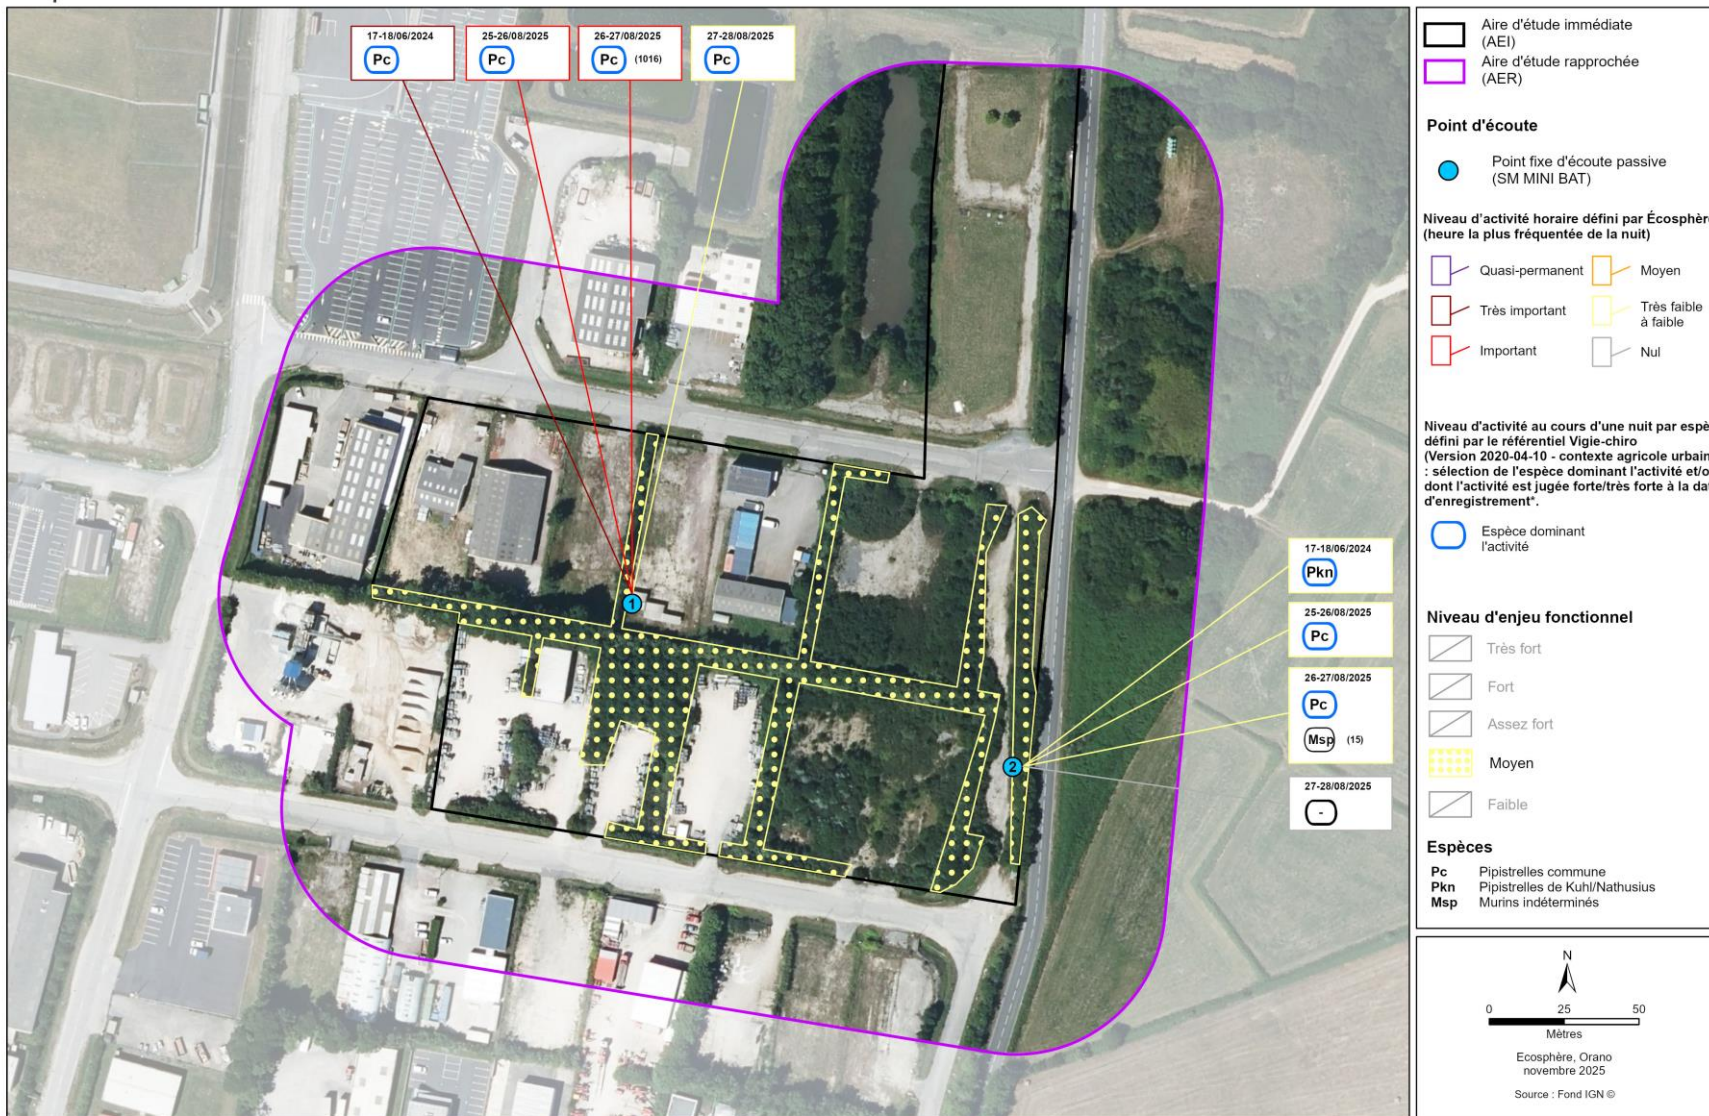 17-18/06/2024
Pc
25-26/08/2025
Pc
26-27/08/2025
Pc (1016)
27-28/08/2025
Pc
1
2
17-18/06/2024
Pkn
25-26/08/2025
Pc
26-27/08/2025
Pc
Msp (15)
27-28/08/2025
-
Aire d'étude immédiate
(AEI)
Aire d'étude rapprochée
(AER)
Point d'écoute
Point fixe d'écoute passive
(SM MINI BAT)
Niveau d'activité horaire défini par Écosphère
(heure la plus fréquentée de la nuit)
Quasi-permanent
Moyen
Très important
Très faible
à faible
Important
Nul
Niveau d'activité au cours d'une nuit par espè
défini par le référentiel Vigie-chiro
(Version 2020-04-10 - contexte agricole urbain
: sélection de l'espèce dominant l'activité et/o
dont l'activité est jugée forte/très forte à la da
d'enregistrement*.
Espèce dominant
l'activité
Niveau d'enjeu fonctionnel
Très fort
Fort
Assez fort
Moyen
Faible
Espèces
Pc Pipistrelles commune
Pkn Pipistrelles de Kuhl/Nathusius
Msp Murins indéterminés
N
0 25 50
Mètres
Ecosphère, Orano
novembre 2025
Source : Fond IGN ©